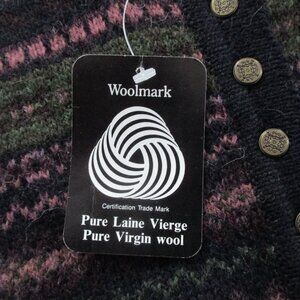 Woolmark
Certification Trade Mark
Pure Laine Vierge
Pure Virgin wool